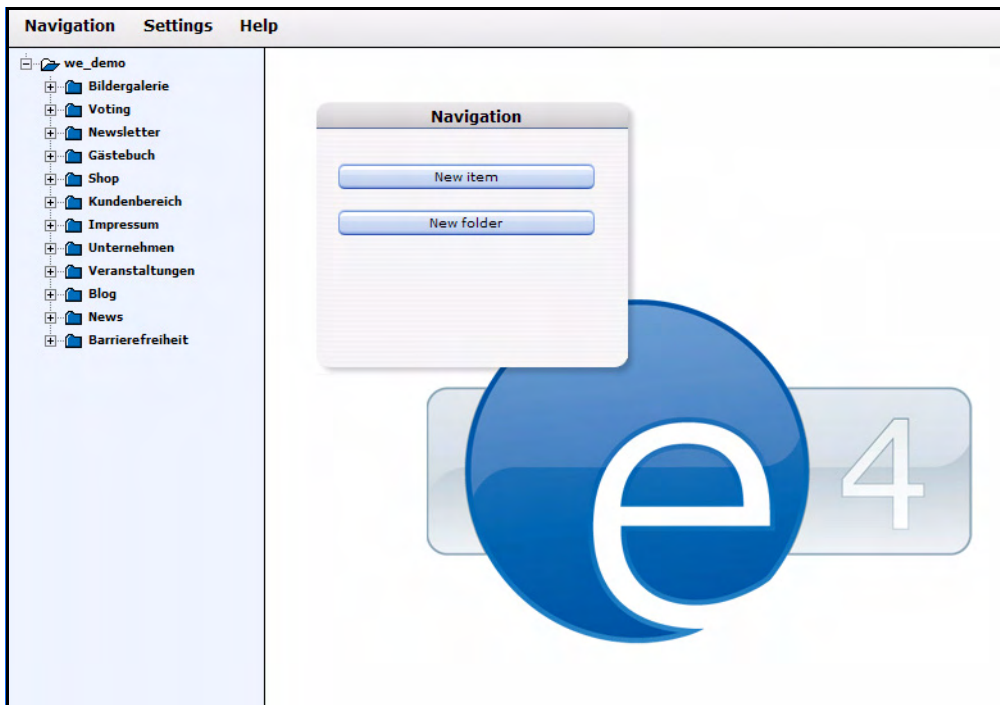 Navigation Settings Help
we_demo
Bildergalerie
Voting
Newsletter
Gästebuch
Shop
Kundenbereich
Impressum
Unternehmen
Veranstaltungen
Blog
News
Barrierefreiheit
Navigation
New item
New folder
e 4